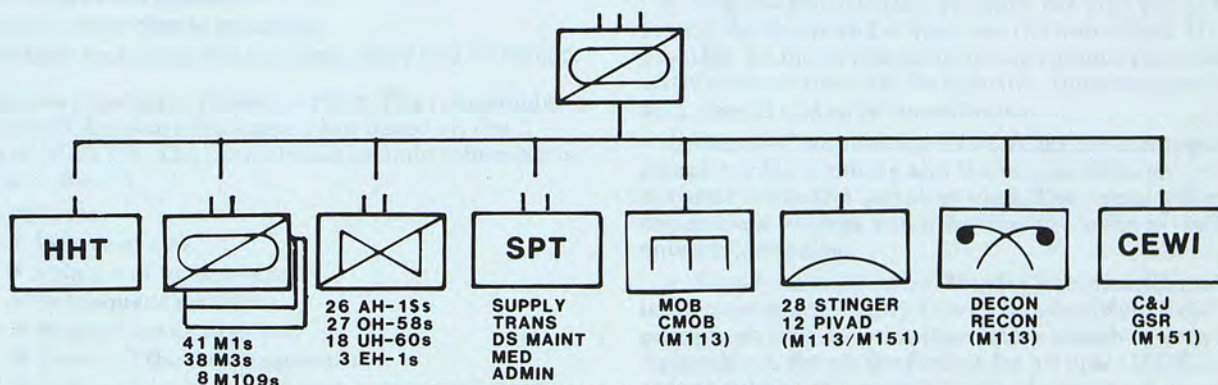 HHT
SPT
CEWI
41 M1s
38 M3s
8 M109s
26 AH-1Ss
27 OH-58s
18 UH-60s
3 EH-1s
SUPPLY
TRANS
DS MAINT
MED
ADMIN
MOB
CMOB
(M113)
28 STINGER
12 PIVAD
(M113/M151)
DECON
RECON
(M113)
C&J
GSR
(M151)